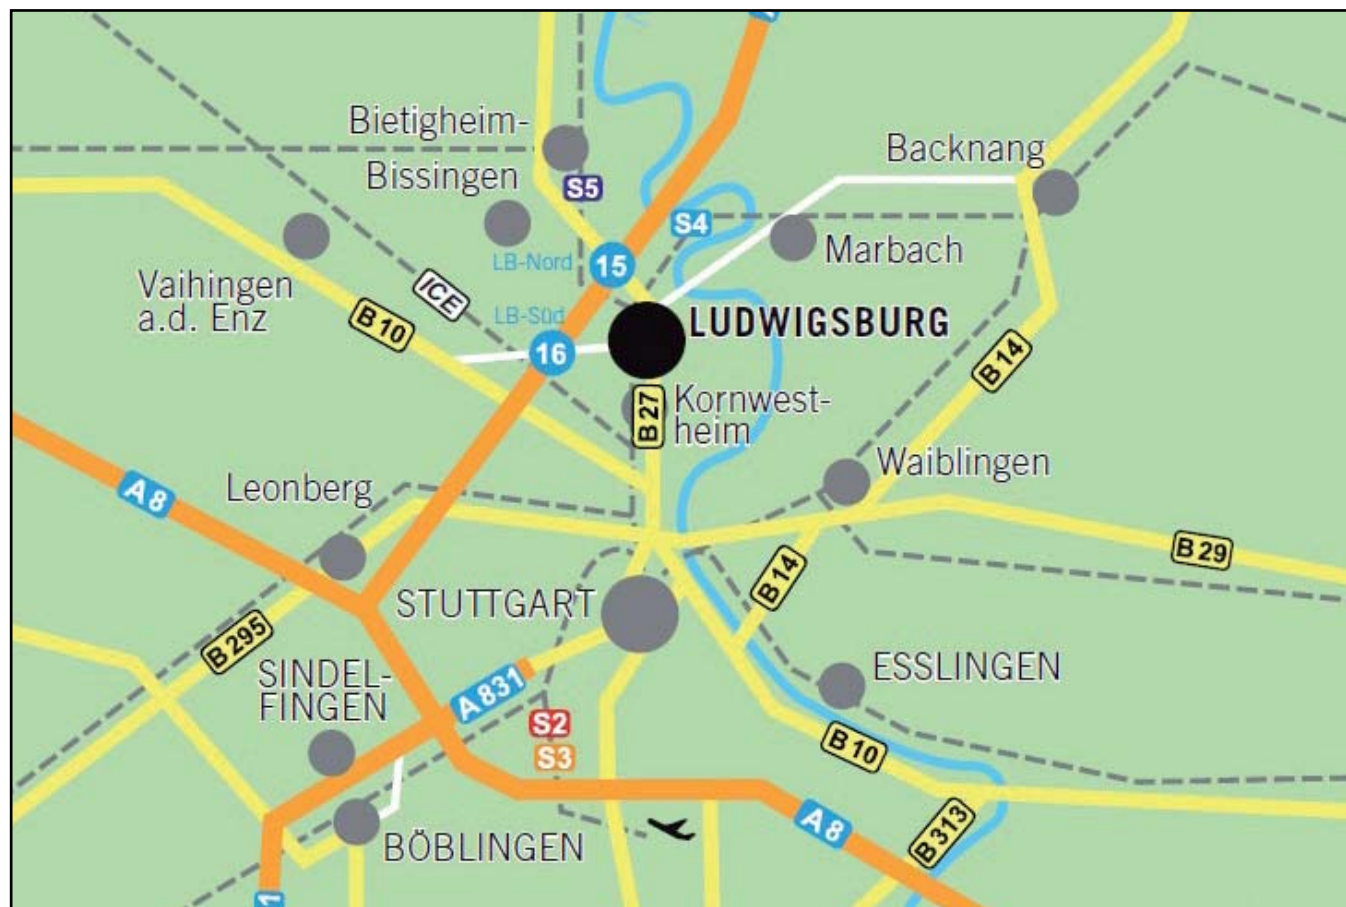 Bietigheim-
Bissingen
Backnang
S5
S4
Marbach
LB-Nord
15
Vaihingen
a.d. Enz
ICE
B 10
LB-Süd
16
LUDWIGSBURG
B 14
B 27
Kornwest-
heim
Waiblingen
A 8
Leonberg
B 29
B 14
STUTTGART
B 295
SINDEL-
FINGEN
A 831
ESSLINGEN
S2
S3
B 10
A 8
B 313
BÖBLINGEN